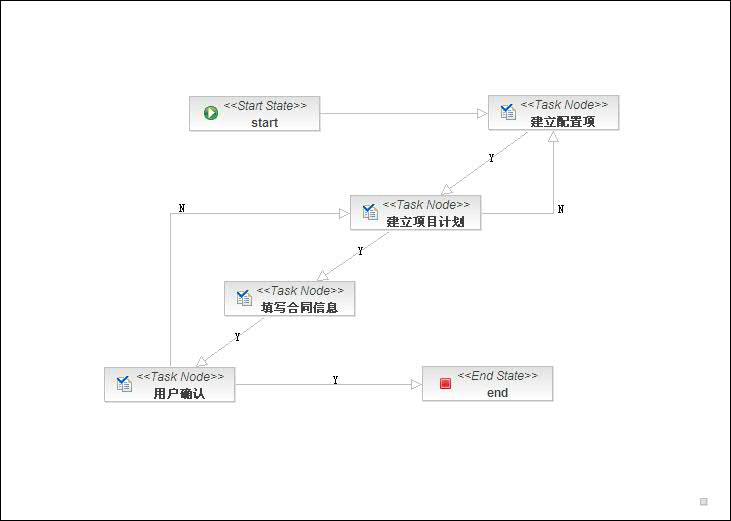 <<Start State>>
start
<<Task Node>>
建立配置项
Y
N
<<Task Node>>
建立项目计划
N
Y
<<Task Node>>
填写合同信息
Y
<<Task Node>>
用户确认
Y
<<End State>>
end